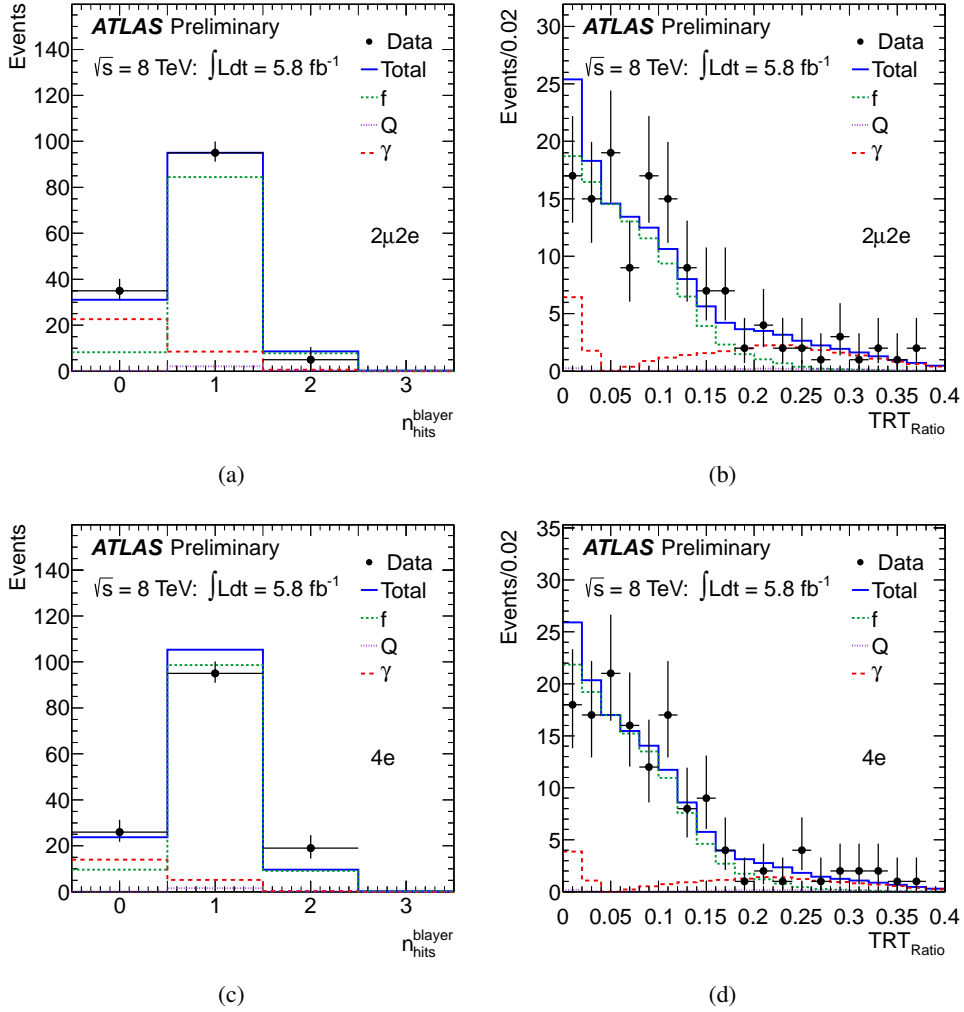 Events
160
140
120
100
80
60
40
20
0
ATLAS Preliminary
√s = 8 TeV: ∫Ldt = 5.8 fb⁻¹
Data
Total
f
Q
γ
2μ2e
0 1 2 3
n_hits^blayer
(a)
Events/0.02
30
25
20
15
10
5
0
ATLAS Preliminary
√s = 8 TeV: ∫Ldt = 5.8 fb⁻¹
Data
Total
f
Q
γ
2μ2e
0 0.05 0.1 0.15 0.2 0.25 0.3 0.35 0.4
TRT_Ratio
(b)
Events
160
140
120
100
80
60
40
20
0
ATLAS Preliminary
√s = 8 TeV: ∫Ldt = 5.8 fb⁻¹
Data
Total
f
Q
γ
4e
0 1 2 3
n_hits^blayer
(c)
Events/0.02
35
30
25
20
15
10
5
0
ATLAS Preliminary
√s = 8 TeV: ∫Ldt = 5.8 fb⁻¹
Data
Total
f
Q
γ
4e
0 0.05 0.1 0.15 0.2 0.25 0.3 0.35 0.4
TRT_Ratio
(d)